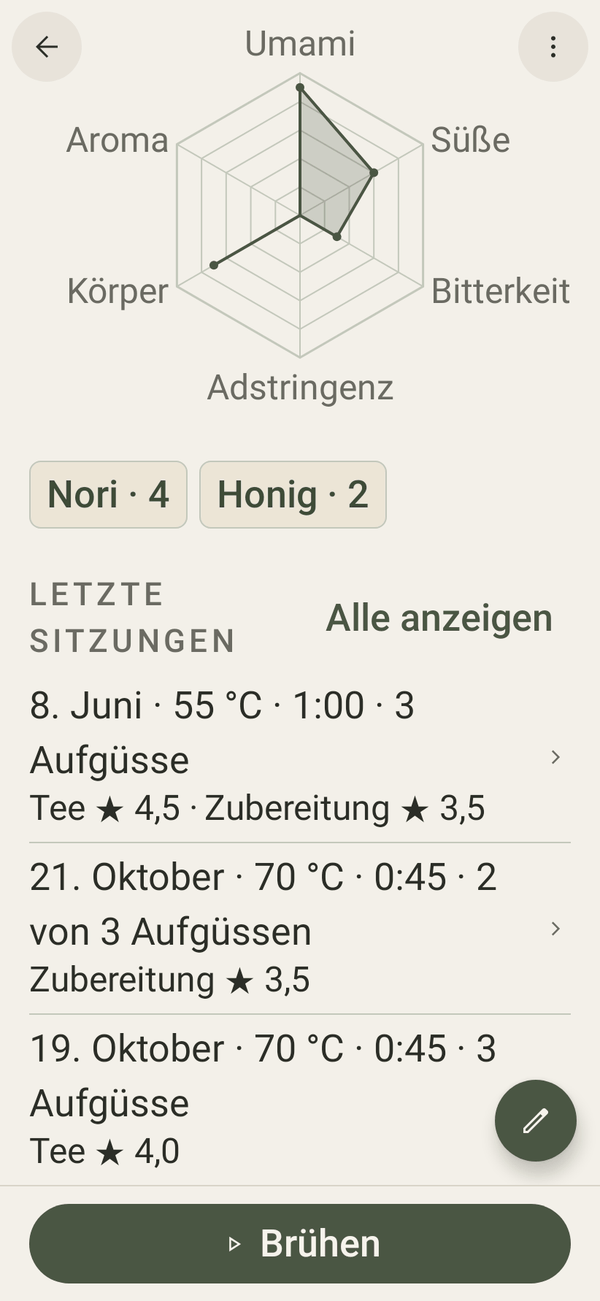 Umami
Aroma
Süße
Körper
Bitterkeit
Adstringenz
Nori · 4
Honig · 2
LETZTE
SITZUNGEN
Alle anzeigen
8. Juni · 55 °C · 1:00 · 3
Aufgüsse
Tee ★ 4,5 · Zubereitung ★ 3,5
21. Oktober · 70 °C · 0:45 · 2
von 3 Aufgüssen
Zubereitung ★ 3,5
19. Oktober · 70 °C · 0:45 · 3
Aufgüsse
Tee ★ 4,0
Brühen